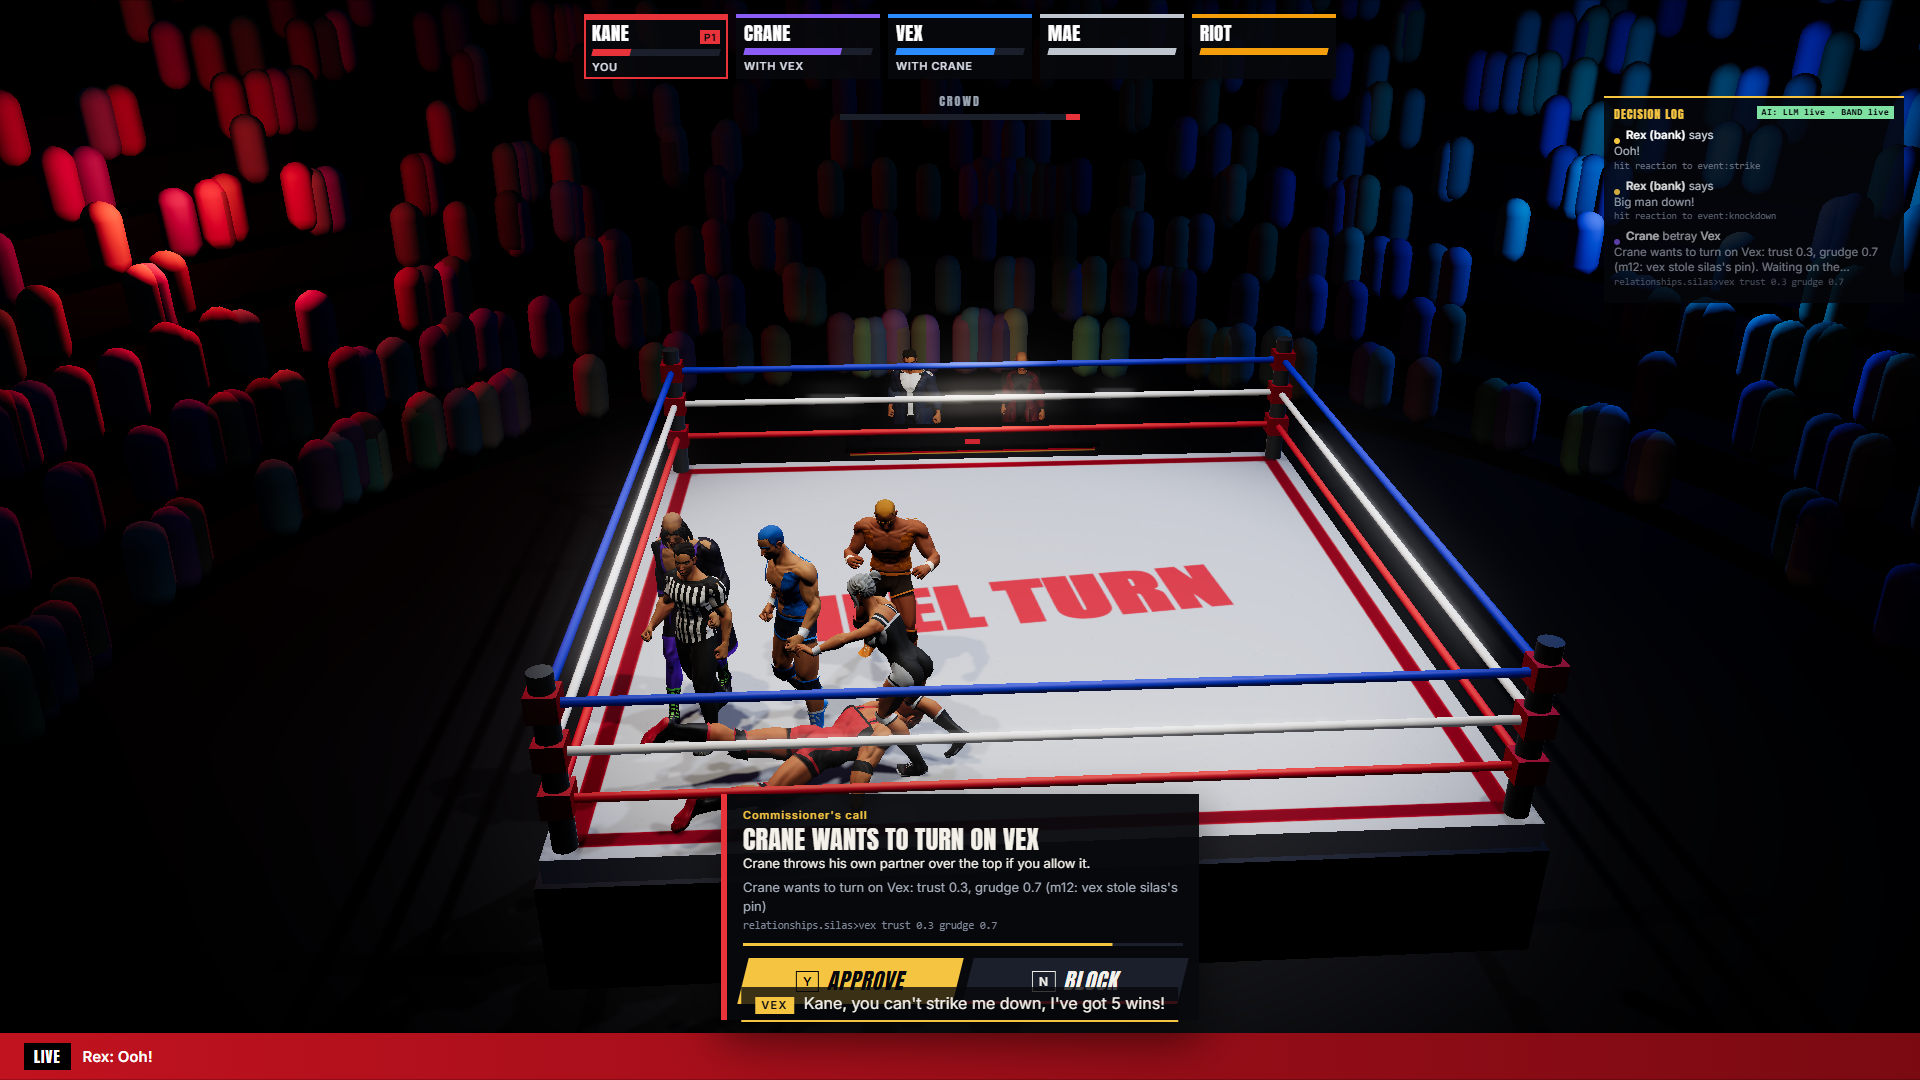 KANE
P1
YOU
CRANE
WITH VEX
VEX
WITH CRANE
MAE
RIOT
CROWD
DECISION LOG
AI: LLM live · BAND live
Rex (bank) says
Ooh!
hit reaction to event:strike
Rex (bank) says
Big man down!
hit reaction to event:knockdown
Crane betray Vex
Crane wants to turn on Vex: trust 0.3, grudge 0.7
(m12: vex stole silas's pin). Waiting on the...
relationships.silas>vex trust 0.3 grudge 0.7
EL TURN
Commissioner's call
CRANE WANTS TO TURN ON VEX
Crane throws his own partner over the top if you allow it.
Crane wants to turn on Vex: trust 0.3, grudge 0.7 (m12: vex stole silas's
pin)
relationships.silas>vex trust 0.3 grudge 0.7
Y APPROVE
N BLOCK
VEX Kane, you can't strike me down, I've got 5 wins!
LIVE Rex: Ooh!